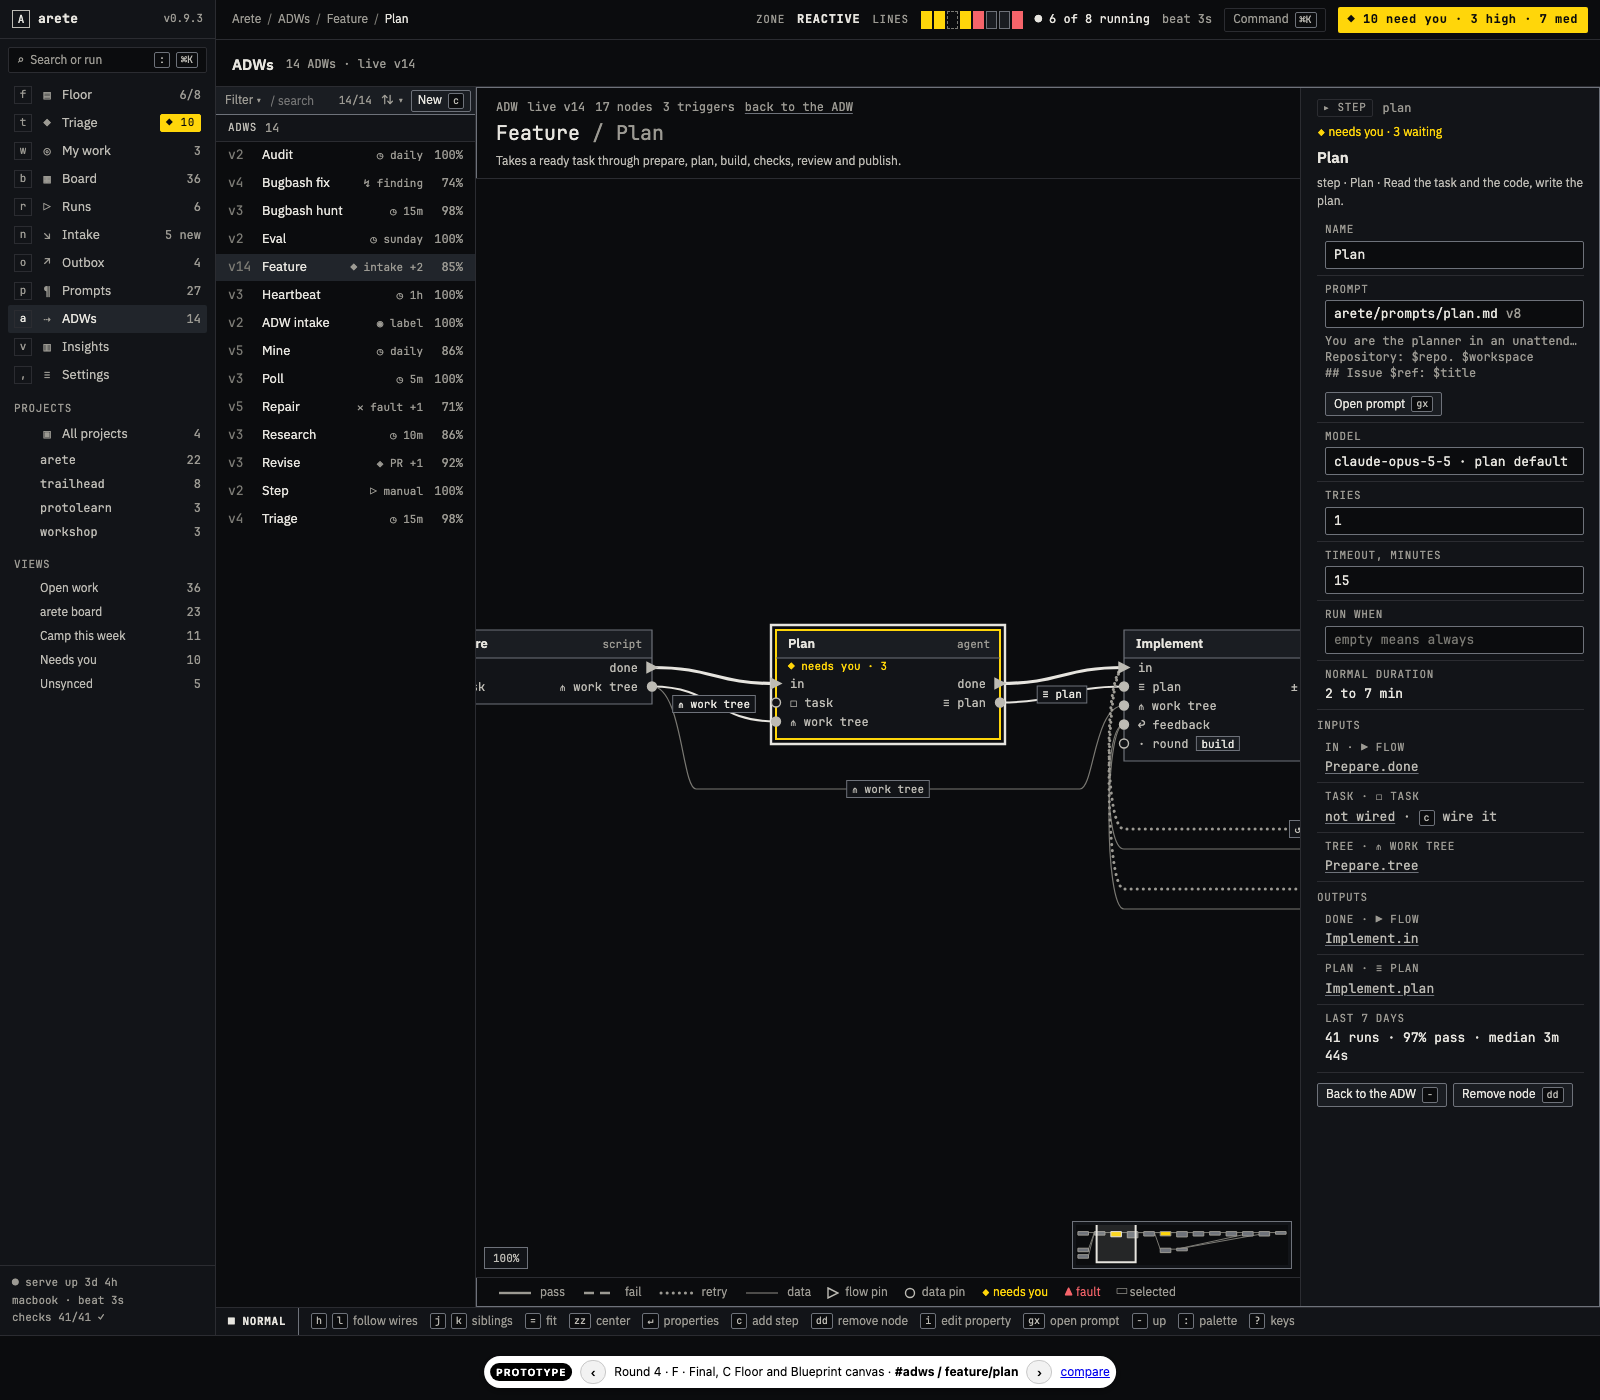 A arete v0.9.3
Search or run : ⌘K
f Floor 6/8
t Triage ◆ 10
w My work 3
b Board 36
r Runs 6
n Intake 5 new
o Outbox 4
p ¶ Prompts 27
a → ADWs 14
v Insights
, ≡ Settings
PROJECTS
All projects 4
arete 22
trailhead 8
protolearn 3
workshop 3
VIEWS
Open work 36
arete board 23
Camp this week 11
Needs you 10
Unsynced 5
● serve up 3d 4h
macbook · beat 3s
checks 41/41 ✓
Arete / ADWs / Feature / Plan
ZONE REACTIVE LINES ● 6 of 8 running beat 3s Command ⌘K ◆ 10 need you · 3 high · 7 med
ADWs 14 ADWs · live v14
Filter ▾ / search 14/14 ⇅ ▾ New c
ADWS 14
v2 Audit daily 100%
v4 Bugbash fix finding 74%
v3 Bugbash hunt 15m 98%
v2 Eval sunday 100%
v14 Feature ◆ intake +2 85%
v3 Heartbeat 1h 100%
v2 ADW intake label 100%
v5 Mine daily 86%
v3 Poll 5m 100%
v5 Repair × fault +1 71%
v3 Research 10m 86%
v3 Revise ◆ PR +1 92%
v2 Step ▷ manual 100%
v4 Triage 15m 98%
ADW live v14 17 nodes 3 triggers back to the ADW
Feature / Plan
Takes a ready task through prepare, plan, build, checks, review and publish.
re script
done
sk work tree
work tree
Plan agent
◆ needs you · 3
in done
□ task ≡ plan
work tree
≡ plan
work tree
Implement
in
≡ plan ±
work tree
feedback
· round build
100%
pass fail retry data flow pin data pin ◆ needs you ▲ fault selected
▸ STEP plan
◆ needs you · 3 waiting
Plan
step · Plan · Read the task and the code, write the
plan.
NAME
Plan
PROMPT
arete/prompts/plan.md v8
You are the planner in an unattend…
Repository: $repo. $workspace
## Issue $ref: $title
Open prompt gx
MODEL
claude-opus-5-5 · plan default
TRIES
1
TIMEOUT, MINUTES
15
RUN WHEN
empty means always
NORMAL DURATION
2 to 7 min
INPUTS
IN · ▶ FLOW
Prepare.done
TASK · □ TASK
not wired · c wire it
TREE · WORK TREE
Prepare.tree
OUTPUTS
DONE · ▶ FLOW
Implement.in
PLAN · ≡ PLAN
Implement.plan
LAST 7 DAYS
41 runs · 97% pass · median 3m
44s
Back to the ADW - Remove node dd
■ NORMAL h l follow wires j k siblings = fit zz center ↵ properties c add step dd remove node i edit property gx open prompt - up : palette ? keys
PROTOTYPE ‹ Round 4 · F · Final, C Floor and Blueprint canvas · #adws / feature/plan › compare